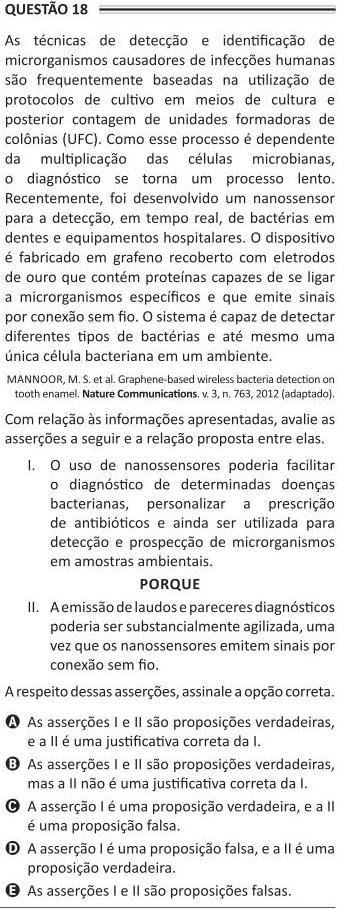 QUESTÃO 18
As técnicas de detecção e identificação de
microrganismos causadores de infecções humanas
são frequentemente baseadas na utilização de
protocolos de cultivo em meios de cultura e
posterior contagem de unidades formadoras de
colônias (UFC). Como esse processo é dependente
da multiplicação das células microbianas,
o diagnóstico se torna um processo lento.
Recentemente, foi desenvolvido um nanossensor
para a detecção, em tempo real, de bactérias em
dentes e equipamentos hospitalares. O dispositivo
é fabricado em grafeno recoberto com eletrodos
de ouro que contém proteínas capazes de se ligar
a microrganismos específicos e que emite sinais
por conexão sem fio. O sistema é capaz de detectar
diferentes tipos de bactérias e até mesmo uma
única célula bacteriana em um ambiente.
MANNOOR, M. S. et al. Graphene-based wireless bacteria detection on
tooth enamel. Nature Communications. v. 3, n. 763, 2012 (adaptado).
Com relação às informações apresentadas, avalie as
asserções a seguir e a relação proposta entre elas.
I. O uso de nanossensores poderia facilitar
o diagnóstico de determinadas doenças
bacterianas, personalizar a prescrição
de antibióticos e ainda ser utilizada para
detecção e prospecção de microrganismos
em amostras ambientais.
PORQUE
II. A emissão de laudos e pareceres diagnósticos
poderia ser substancialmente agilizada, uma
vez que os nanossensores emitem sinais por
conexão sem fio.
A respeito dessas asserções, assinale a opção correta.
A As asserções I e II são proposições verdadeiras,
e a II é uma justificativa correta da I.
B As asserções I e II são proposições verdadeiras,
mas a II não é uma justificativa correta da I.
C A asserção I é uma proposição verdadeira, e a II
é uma proposição falsa.
D A asserção I é uma proposição falsa, e a II é uma
proposição verdadeira.
E As asserções I e II são proposições falsas.